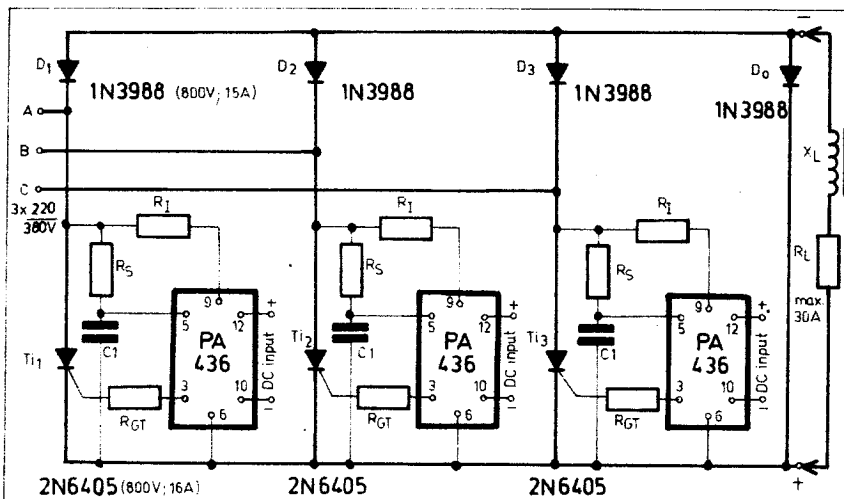 −
D1
D2
D3
Do
1N3988 (800V; 15A)
1N3988
1N3988
1N3988
A
B
C
3x 220
380V
XL
RI
RI
RI
RS
RS
RS
RL
max.
30A
9
5
12
+
PA
436
C1
Ti1
3
10
−
DC input
RGT
6
9
5
12
+
PA
436
C1
Ti2
3
10
−
DC input
RGT
6
9
5
12
+
PA
436
C1
Ti3
3
10
−
DC input
RGT
6
+
2N6405 (800V; 16A)
2N6405
2N6405